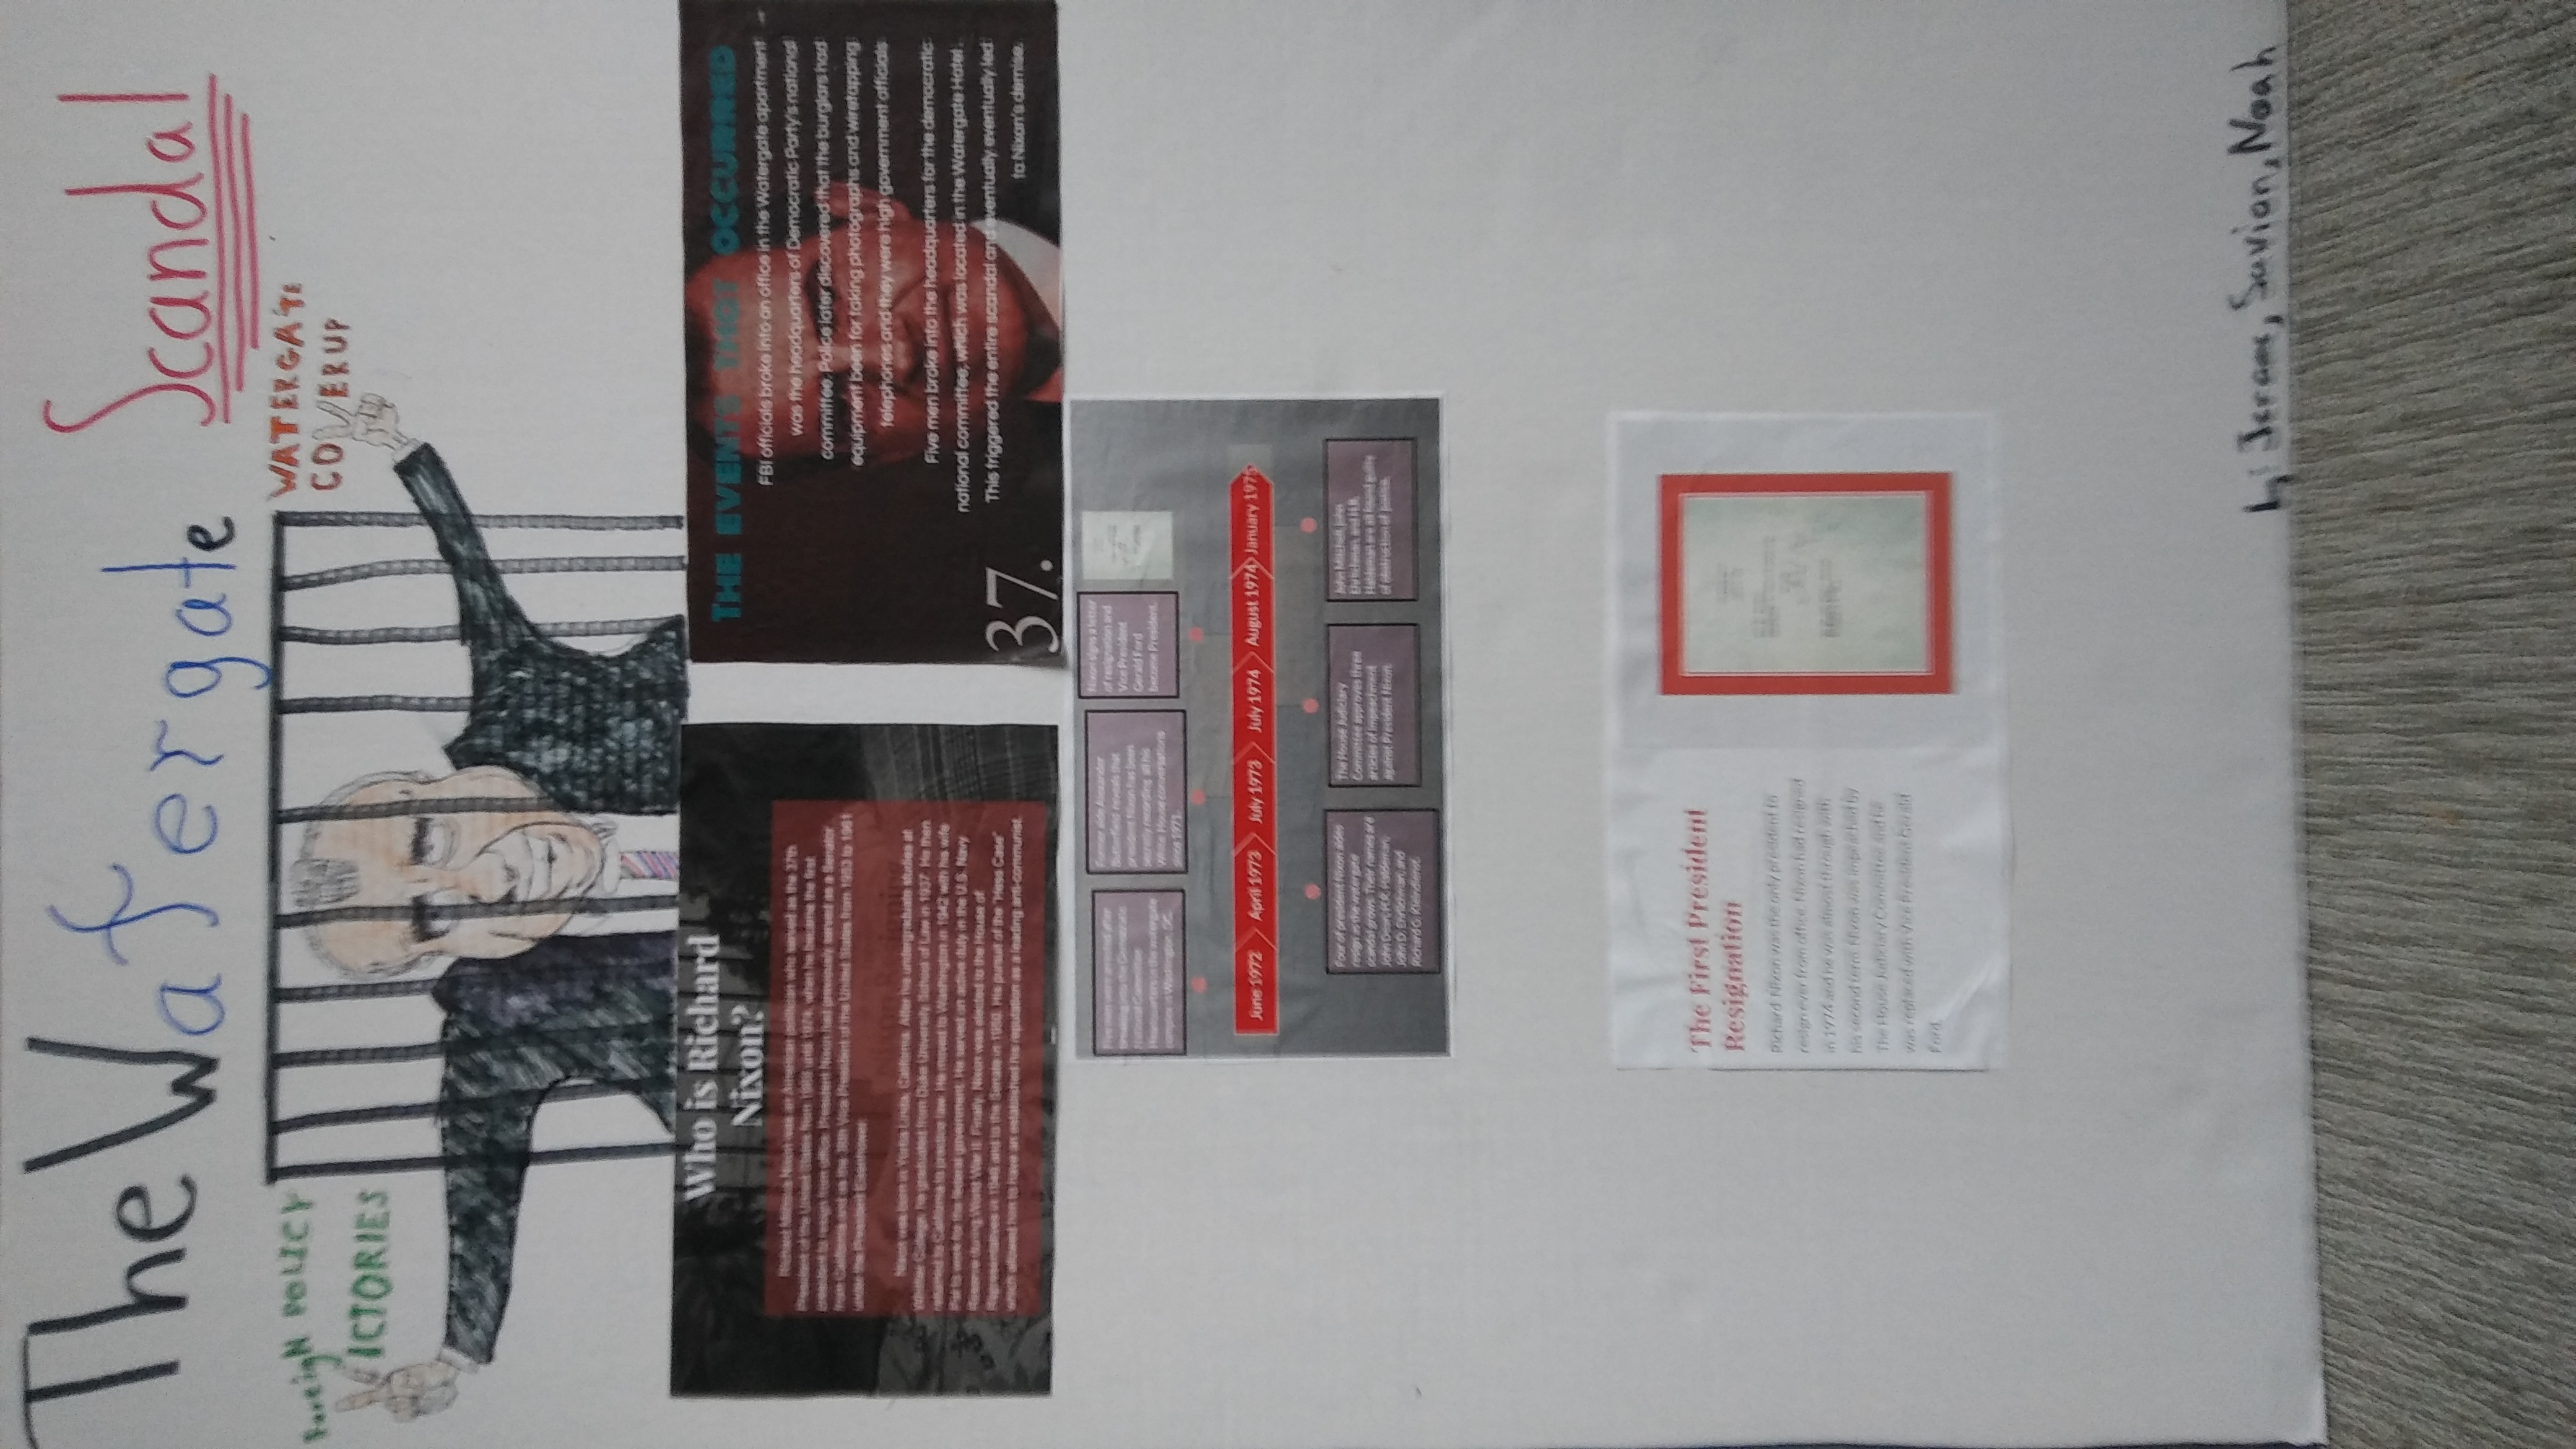 The Watergate Scandal
Foreign POLICY
VICTORIES
WATERGATE
COVERUP
Who is Richard
Nixon?
Richard Milhous Nixon was an American politician who served as the 37th
President of the United States from 1969 until 1974, when he became the first
president to resign from office. President Nixon had previously served as a Senator
from California and as the 36th Vice President of the United States from 1953 to 1961
under the President Eisenhower.
Nixon was born in Yorba Linda, California. After his undergraduate studies at
Whittier College, he graduated from Duke University School of Law in 1937. He then
returned to California to practice law. He moved to Washington in 1942 with his wife
Pat to work for the federal government. He served on active duty in the U.S. Navy
Reserve during World War II. Finally, Nixon was elected to the House of
Representatives in 1946 and to the Senate in 1950. His pursuit of the "Hess Case"
which allowed him to have an established his reputation as a leading anti-communist.
THE EVENTS THAT OCCURRED
FBI officials broke into an office in the Watergate apartment
was the headquarters of Democratic Party's national
committee. Police later discovered that the burglars had
equipment been for taking photographs and wiretapping
telephones and they were high government officials
Five men broke into the headquarters for the democratic
national committee, which was located in the Watergate Hotel.
This triggered the entire scandal and eventually eventually led
to Nixon's demise.
37.
Five men were arrested after
breaking into the Democratic
National Committee
Headquarters in the watergate
complex in Washington, DC.
Former aide Alexander
Butterfield reveals that
president Nixon has been
secretly recording all his
White House conversations
since 1971.
Nixon signs a letter
of resignation and
Vice President
Gerald Ford
become President.
June 1972
April 1973
July 1973
July 1974
August 1974
January 1975
Four of president Nixon aides
resign as the watergate
scandal grows. Their names are
John Dean, H.R. Haldeman,
John D. Ehrlichman, and
Richard G. Kleindienst.
The House Judiciary
Committee approves three
articles of impeachment
against President Nixon.
John Mitchell, John
Ehrlichman, and H.R.
Haldeman are all found guilty
of obstruction of justice.
The First President
Resignation
Richard Nixon was the only president to
resign ever from office. Nixon had resigned
in 1974 and he was almost through with
his second term. Nixon was impeached by
The House Judiciary Committee and he
was replaced with Vice President Gerald
Ford.
by: Jerome, Savion, Noah